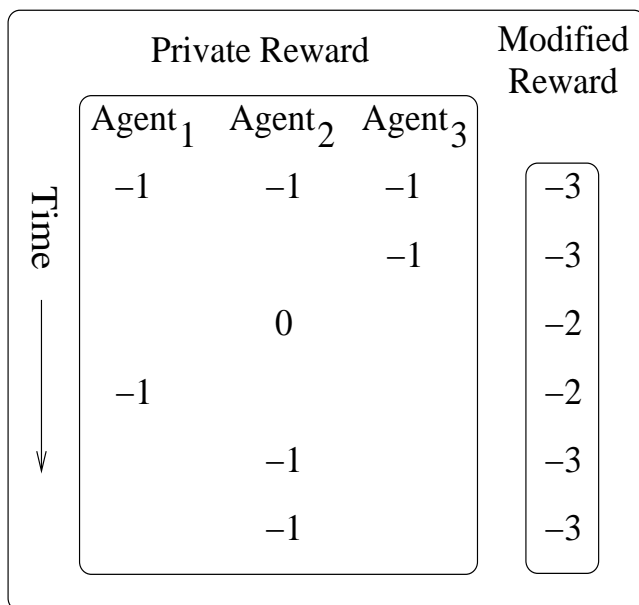 Private Reward
Modified
Reward
Agent1 Agent2 Agent3
Time
−1 −1 −1 −3
−1 −3
0 −2
−1 −2
−1 −3
−1 −3